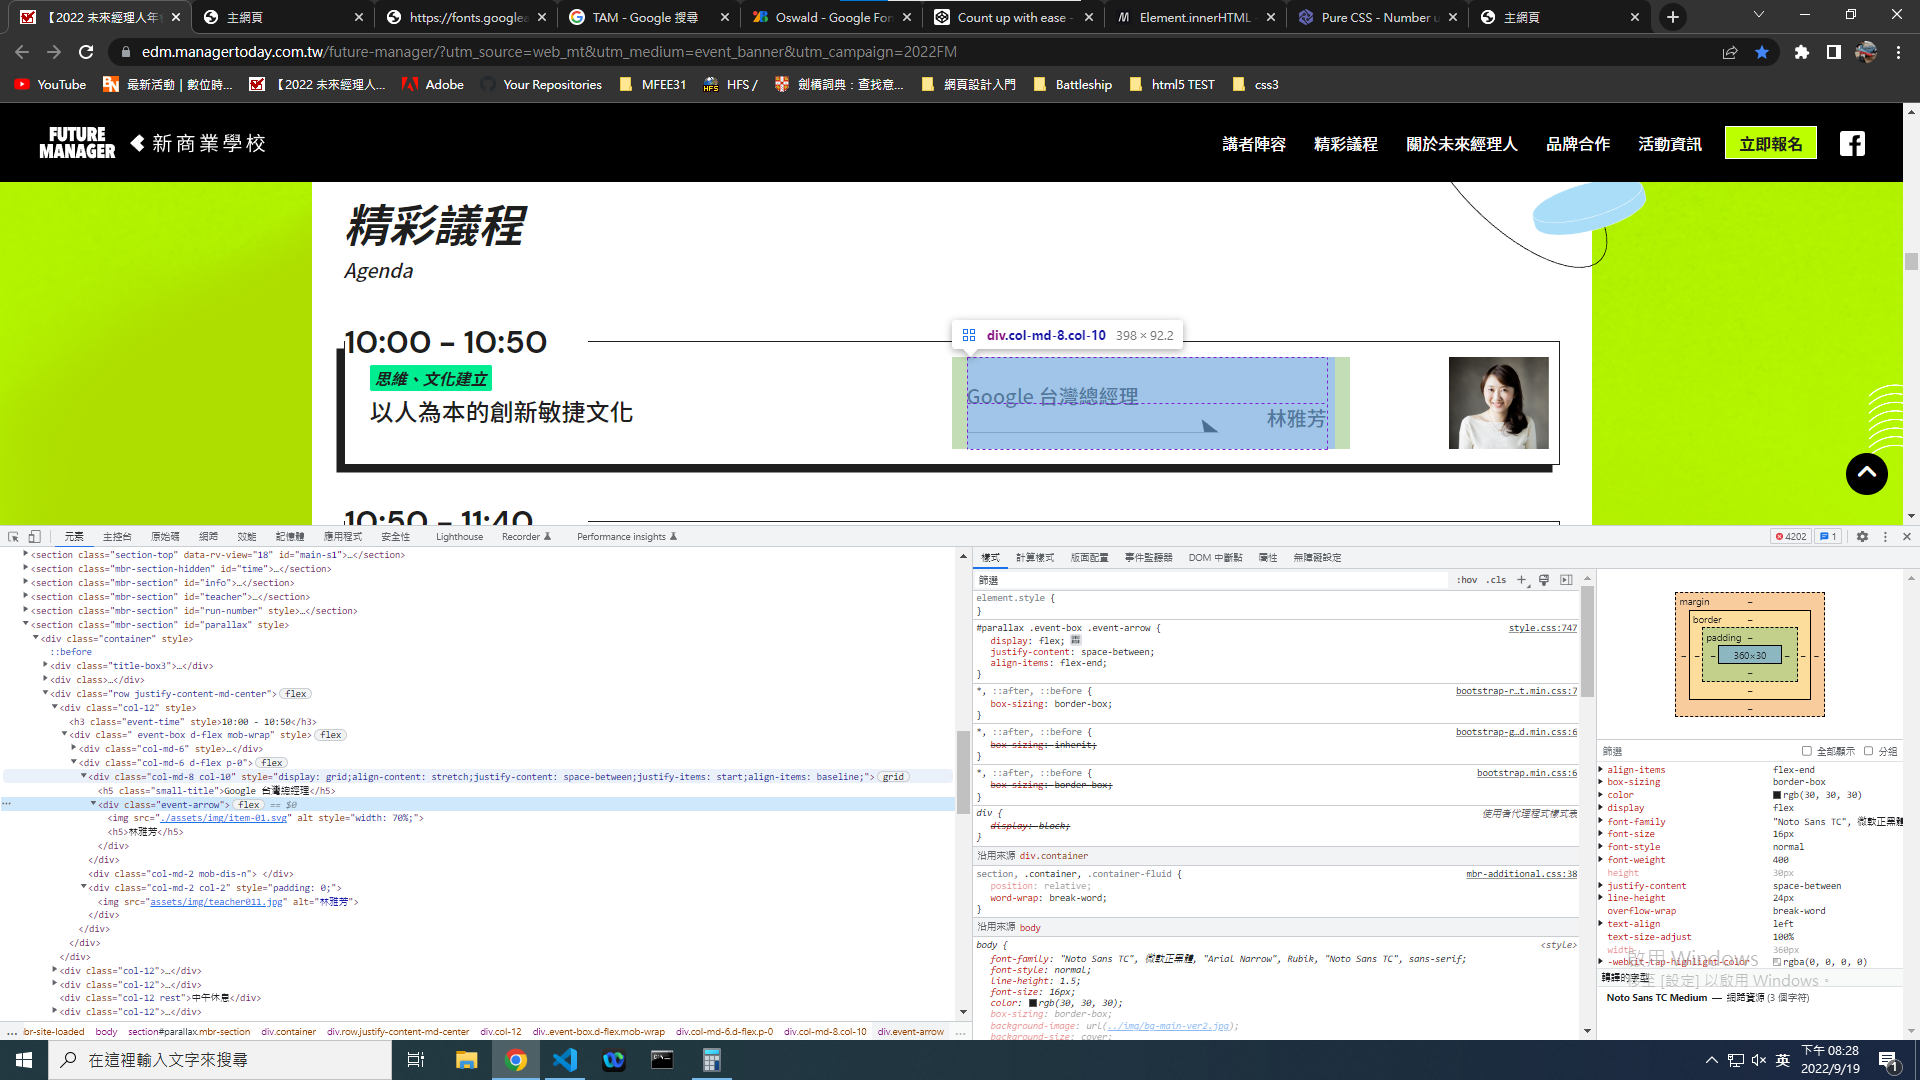 【2022 未來經理人年會
主網頁
https://fonts.googlea
TAM - Google 搜尋
Oswald - Google Fon
Count up with ease -
Element.innerHTML -
Pure CSS - Number u
主網頁
edm.managertoday.com.tw/future-manager/?utm_source=web_mt&utm_medium=event_banner&utm_campaign=2022FM
YouTube
最新活動 | 數位時...
【2022 未來經理人...
Adobe
Your Repositories
MFEE31
HFS /
劍橋詞典：查找意...
網頁設計入門
Battleship
html5 TEST
css3
FUTURE
MANAGER
新商業學校
講者陣容
精彩議程
關於未來經理人
品牌合作
活動資訊
立即報名
精彩議程
Agenda
10:00 - 10:50
div.col-md-8.col-10 398 × 92.2
思維、文化建立
以人為本的創新敏捷文化
Google 台灣總經理
林雅芳
10:50 - 11:40
元素 主控台 原始碼 網路 效能 記憶體 應用程式 安全性 Lighthouse Recorder Performance insights
4202 1
<section class="section-top" data-rv-view="18" id="main-s1">…</section>
<section class="mbr-section-hidden" id="time">…</section>
<section class="mbr-section" id="info">…</section>
<section class="mbr-section" id="teacher">…</section>
<section class="mbr-section" id="run-number" style>…</section>
<section class="mbr-section" id="parallax" style>
<div class="container" style>
::before
<div class="title-box3">…</div>
<div class>…</div>
<div class="row justify-content-md-center"> flex
<div class="col-12" style>
<h3 class="event-time" style>10:00 - 10:50</h3>
<div class=" event-box d-flex mob-wrap" style> flex
<div class="col-md-6" style>…</div>
<div class="col-md-6 d-flex p-0"> flex
<div class="col-md-8 col-10" style="display: grid;align-content: stretch;justify-content: space-between;justify-items: start;align-items: baseline;"> grid
<h5 class="small-title">Google 台灣總經理</h5>
<div class="event-arrow"> flex == $0
<img src="./assets/img/item-01.svg" alt style="width: 70%;">
<h5>林雅芳</h5>
</div>
</div>
<div class="col-md-2 mob-dis-n"> </div>
<div class="col-md-2 col-2" style="padding: 0;">
<img src="assets/img/teacher011.jpg" alt="林雅芳">
</div>
</div>
</div>
</div>
<div class="col-12">…</div>
<div class="col-12">…</div>
<div class="col-12 rest">中午休息</div>
<div class="col-12">…</div>
... br-site-loaded body section#parallax.mbr-section div.container div.row.justify-content-md-center div.col-12 div..event-box.d-flex.mob-wrap div.col-md-6.d-flex.p-0 div.col-md-8.col-10 div.event-arrow ...
樣式 計算樣式 版面配置 事件監聽器 DOM 中斷點 屬性 無障礙設定
篩選 :hov .cls
element.style {
}
#parallax .event-box .event-arrow { style.css:747
display: flex;
justify-content: space-between;
align-items: flex-end;
}
*, ::after, ::before { bootstrap-r…t.min.css:7
box-sizing: border-box;
}
*, ::after, ::before { bootstrap-g…d.min.css:6
box-sizing: inherit;
}
*, ::after, ::before { bootstrap.min.css:6
box-sizing: border-box;
}
div { 使用者代理程式樣式表
display: block;
}
沿用來源 div.container
section, .container, .container-fluid { mbr-additional.css:38
position: relative;
word-wrap: break-word;
}
沿用來源 body
body { <style>
font-family: "Noto Sans TC", 微軟正黑體, "Arial Narrow", Rubik, "Noto Sans TC", sans-serif;
font-style: normal;
line-height: 1.5;
font-size: 16px;
color: rgb(30, 30, 30);
box-sizing: border-box;
background-image: url(../img/bg-main-ver2.jpg);
background-size: cover;
margin
border
padding
360×30
篩選 全部顯示 分組
align-items flex-end
box-sizing border-box
color rgb(30, 30, 30)
display flex
font-family "Noto Sans TC", 微軟正黑體
font-size 16px
font-style normal
font-weight 400
height 30px
justify-content space-between
line-height 24px
overflow-wrap break-word
text-align left
text-size-adjust 100%
width 360px
-webkit-tap-highlight-color rgba(0, 0, 0, 0)
啟用 Windows
移至 [設定] 以啟用 Windows。
轉譯的字型
Noto Sans TC Medium — 網路資源 (3 個字符)
在這裡輸入文字來搜尋
英
下午 08:28
2022/9/19
1